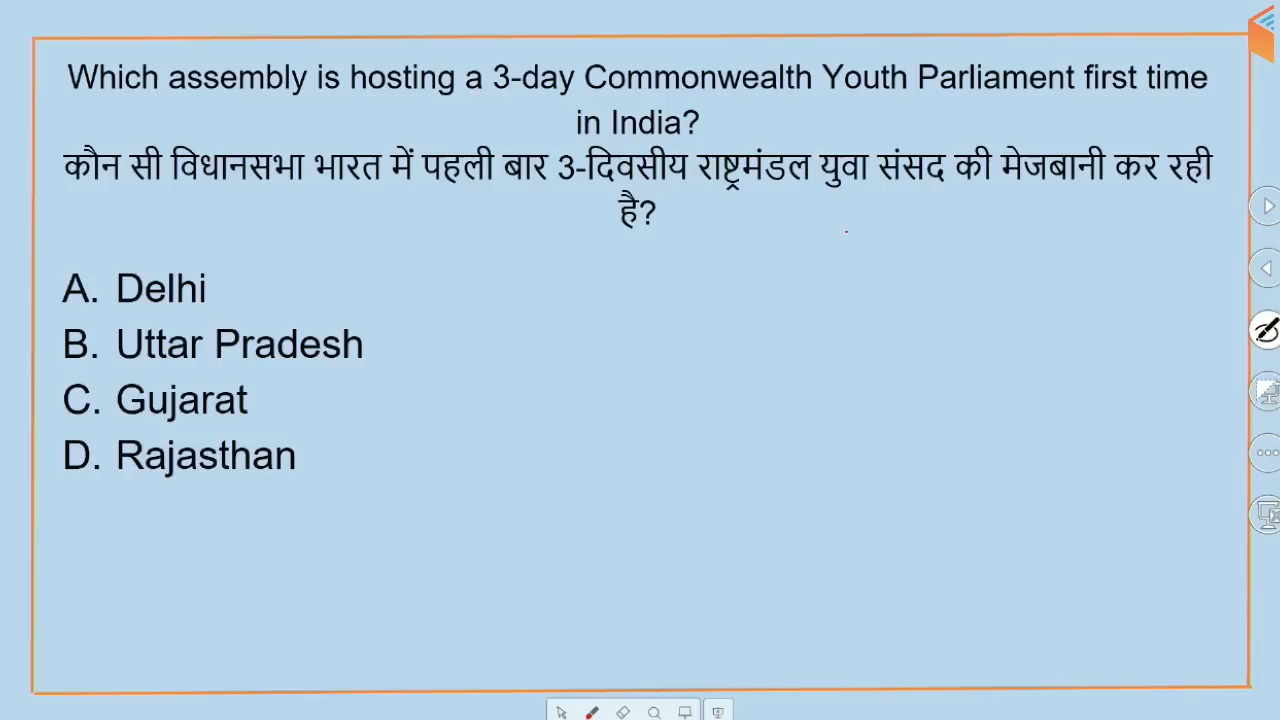 Which assembly is hosting a 3-day Commonwealth Youth Parliament first time
in India?
कौन सी विधानसभा भारत में पहली बार 3-दिवसीय राष्ट्रमंडल युवा संसद की मेजबानी कर रही
है?
A. Delhi
B. Uttar Pradesh
C. Gujarat
D. Rajasthan